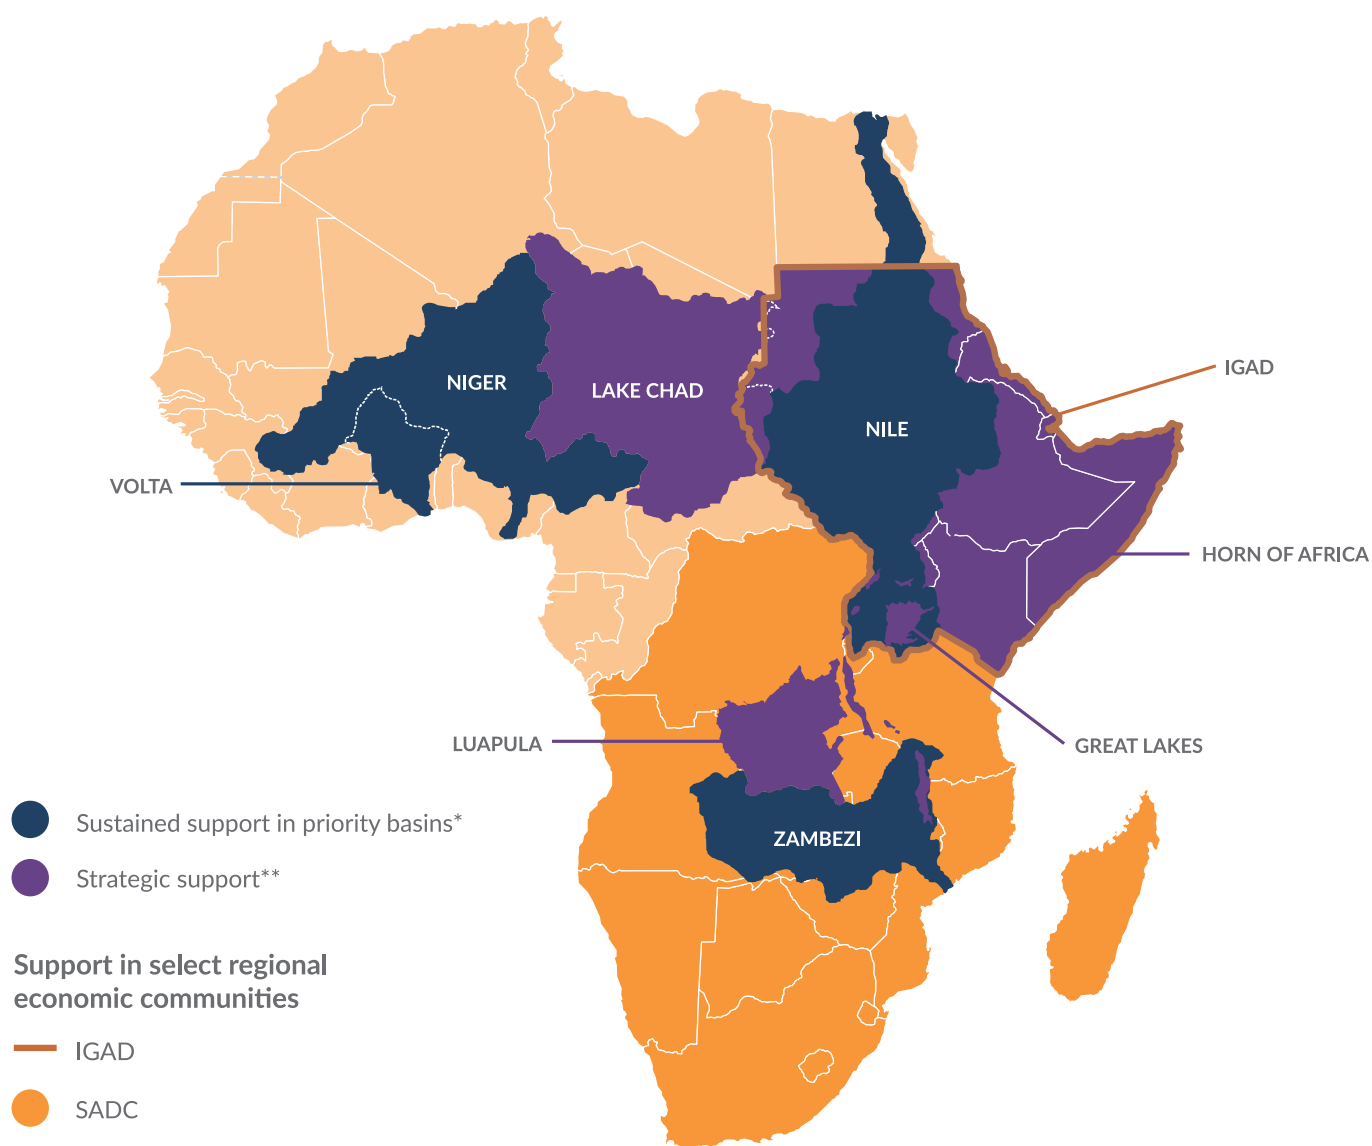 IGAD
NIGER
LAKE CHAD
NILE
VOLTA
HORN OF AFRICA
LUAPULA
GREAT LAKES
ZAMBEZI
Sustained support in priority basins*
Strategic support**
Support in select regional
economic communities
IGAD
SADC